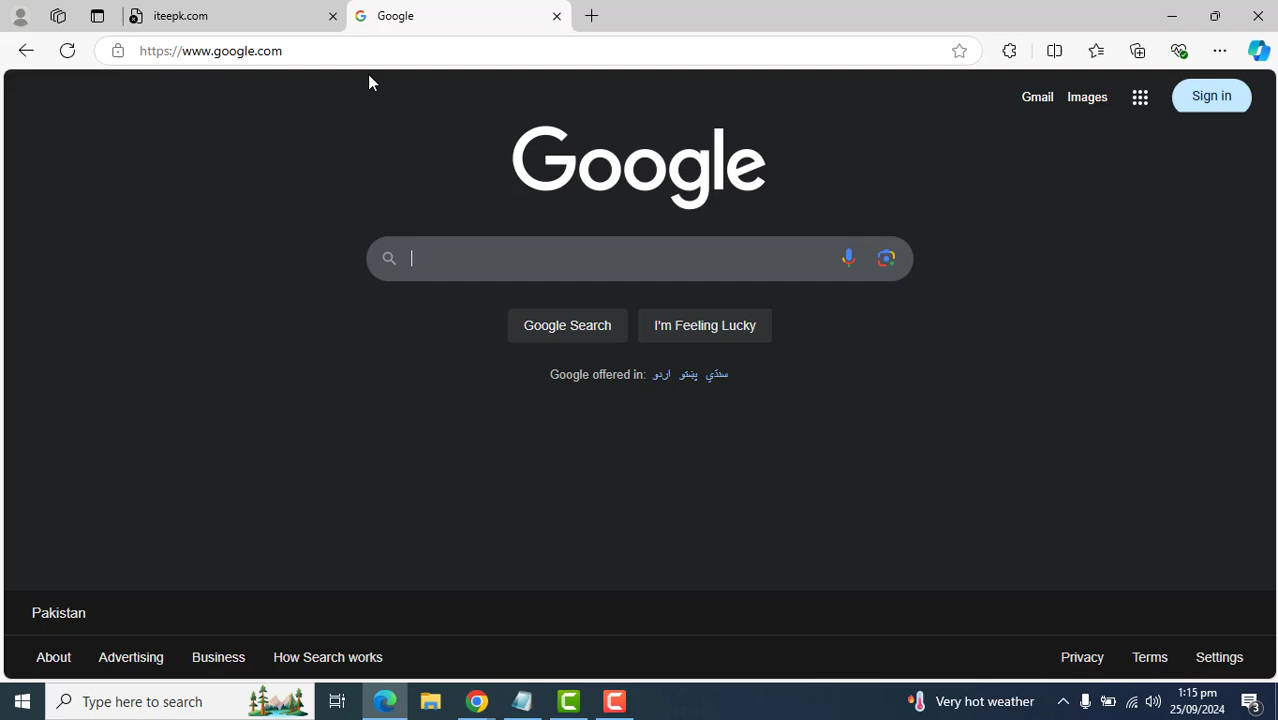 iteepk.com
Google
https://www.google.com
Gmail
Images
Sign in
Google
Google Search
I'm Feeling Lucky
Google offered in: اردو پښتو سنڌي
Pakistan
About
Advertising
Business
How Search works
Privacy
Terms
Settings
Type here to search
Very hot weather
1:15 pm
25/09/2024
3